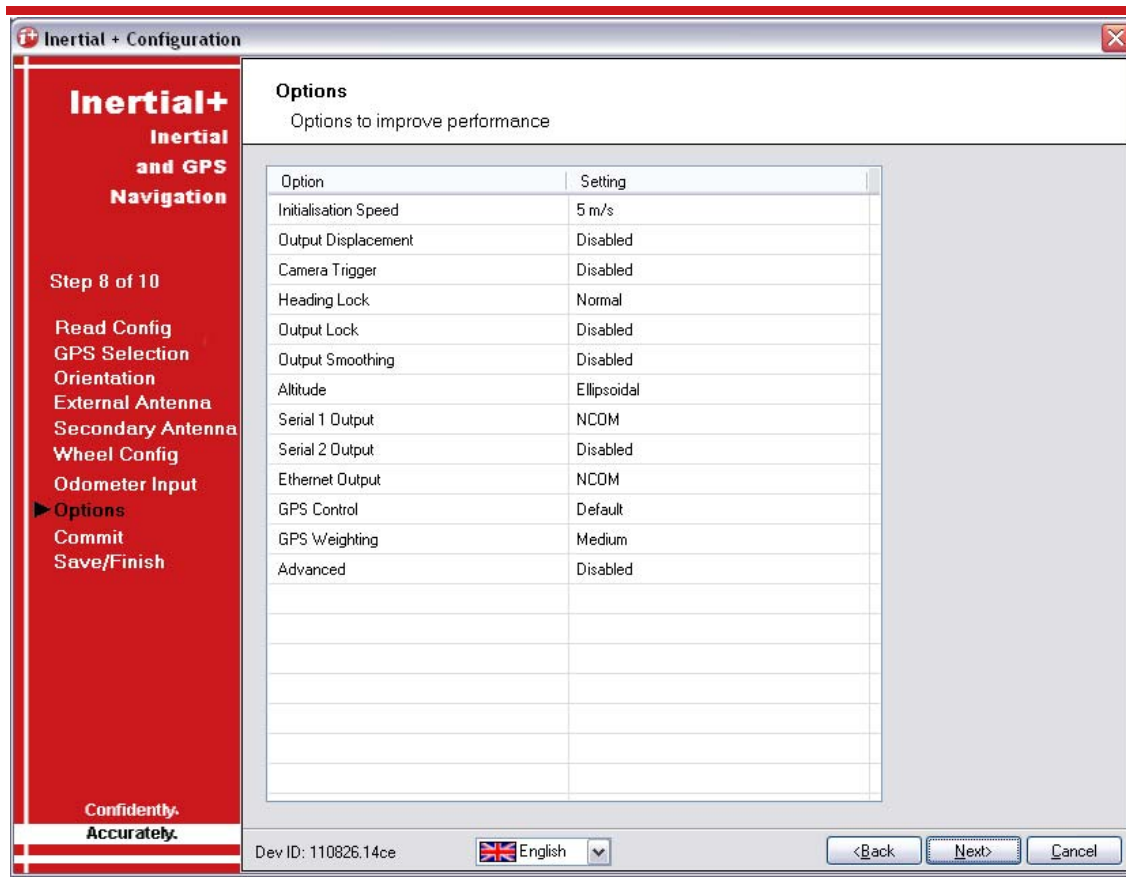 Inertial + Configuration
Inertial+
Inertial
and GPS
Navigation
Step 8 of 10
Read Config
GPS Selection
Orientation
External Antenna
Secondary Antenna
Wheel Config
Odometer Input
Options
Commit
Save/Finish
Confidently.
Accurately.
Options
Options to improve performance
Option Setting
Initialisation Speed 5 m/s
Output Displacement Disabled
Camera Trigger Disabled
Heading Lock Normal
Output Lock Disabled
Output Smoothing Disabled
Altitude Ellipsoidal
Serial 1 Output NCOM
Serial 2 Output Disabled
Ethernet Output NCOM
GPS Control Default
GPS Weighting Medium
Advanced Disabled
Dev ID: 110826.14ce English <Back Next> Cancel